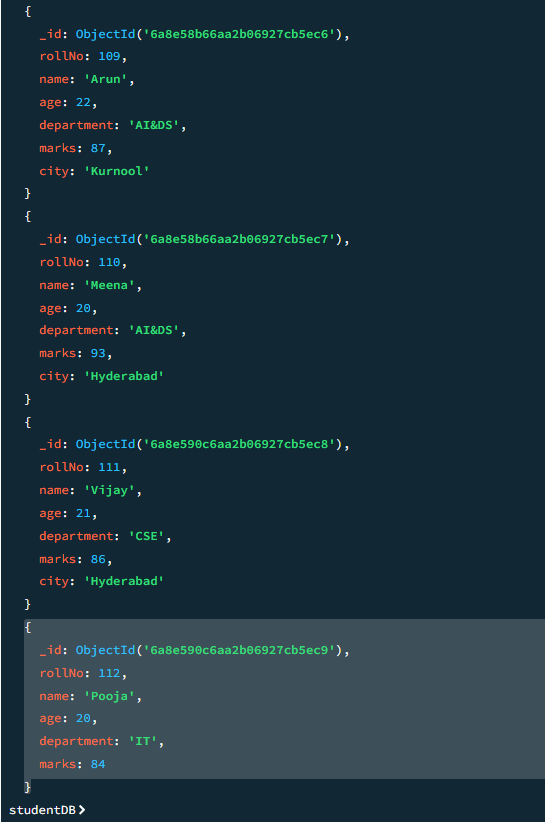 {
_id: ObjectId('6a8e58b66aa2b06927cb5ec6'),
rollNo: 109,
name: 'Arun',
age: 22,
department: 'AI&DS',
marks: 87,
city: 'Kurnool'
}
{
_id: ObjectId('6a8e58b66aa2b06927cb5ec7'),
rollNo: 110,
name: 'Meena',
age: 20,
department: 'AI&DS',
marks: 93,
city: 'Hyderabad'
}
{
_id: ObjectId('6a8e590c6aa2b06927cb5ec8'),
rollNo: 111,
name: 'Vijay',
age: 21,
department: 'CSE',
marks: 86,
city: 'Hyderabad'
}
{
_id: ObjectId('6a8e590c6aa2b06927cb5ec9'),
rollNo: 112,
name: 'Pooja',
age: 20,
department: 'IT',
marks: 84
}
studentDB❯